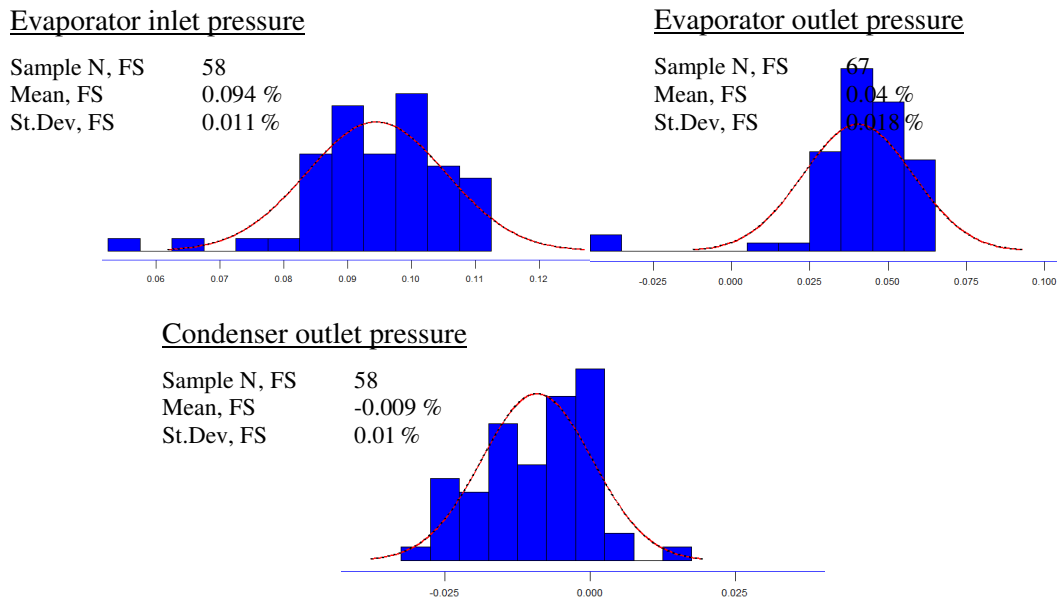 Evaporator inlet pressure
Sample N, FS 58
Mean, FS 0.094 %
St.Dev, FS 0.011 %
0.06 0.07 0.08 0.09 0.10 0.11 0.12
Evaporator outlet pressure
Sample N, FS 67
Mean, FS 0.04 %
St.Dev, FS 0.018 %
-0.025 0.000 0.025 0.050 0.075 0.100
Condenser outlet pressure
Sample N, FS 58
Mean, FS -0.009 %
St.Dev, FS 0.01 %
-0.025 0.000 0.025